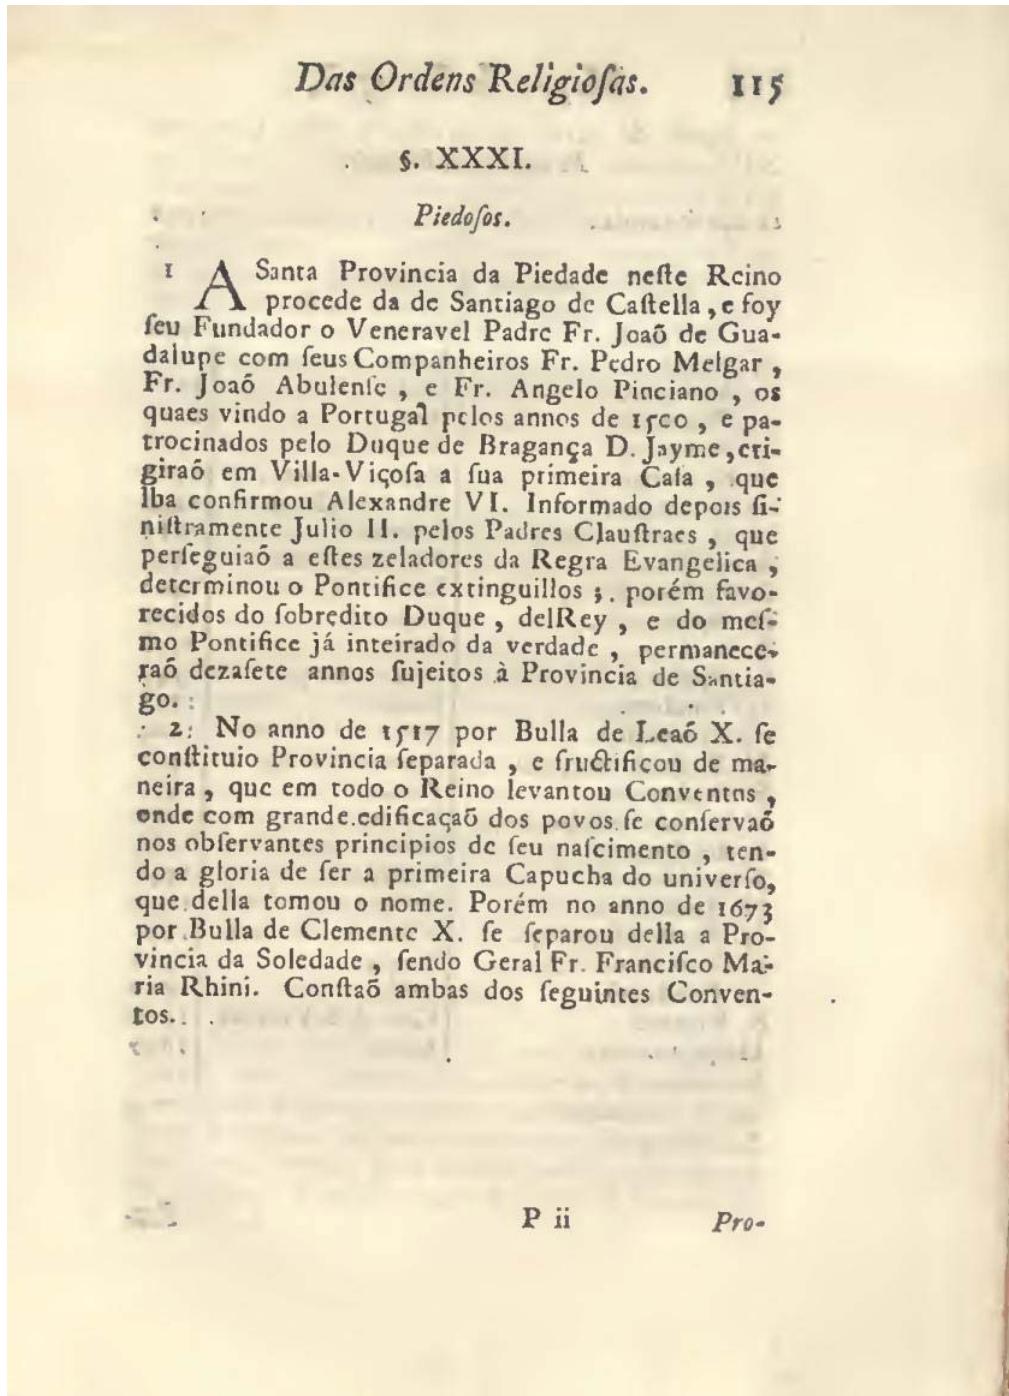 Das Ordens Religioſas. 115
§. XXXI.
Piedoſos.
1 A Santa Provincia da Piedade neſte Reino
procede da de Santiago de Caſtella, e foy
ſeu Fundador o Veneravel Padre Fr. Joaõ de Gua-
dalupe com ſeus Companheiros Fr. Pedro Melgar,
Fr. Joaõ Abulenſe, e Fr. Angelo Pinciano, os
quaes vindo a Portugal pelos annos de 1500, e pa-
trocinados pelo Duque de Bragança D. Jayme, eri-
giraõ em Villa-Viçoſa a ſua primeira Caſa, que
lha confirmou Alexandre VI. Informado depois ſi-
niſtramente Julio II. pelos Padres Clauſtraes, que
perſeguiaõ a eſtes zeladores da Regra Evangelica,
determinou o Pontifice extinguillos; porém favo-
recidos do ſobredito Duque, delRey, e do meſ-
mo Pontifice já inteirado da verdade, permanece-
raõ dezaſete annos ſujeitos à Provincia de Santia-
go.
2 No anno de 1517 por Bulla de Leaõ X. ſe
conſtituio Provincia ſeparada, e fructificou de ma-
neira, que em todo o Reino levantou Conventos,
onde com grande edificaçaõ dos povos ſe conſervaõ
nos obſervantes principios de ſeu naſcimento, ten-
do a gloria de ſer a primeira Capucha do univerſo,
que della tomou o nome. Porém no anno de 1673
por Bulla de Clemente X. ſe ſeparou della a Pro-
vincia da Soledade, ſendo Geral Fr. Franciſco Ma-
ria Rhini. Conſtaõ ambas dos ſeguintes Conven-
tos.
P ii Pro-